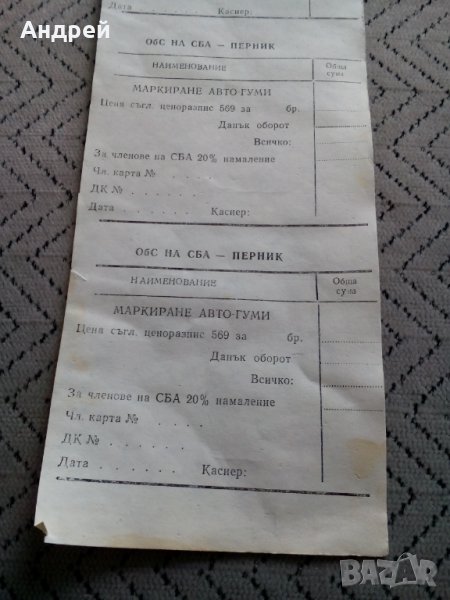 Андрей
Дата . . . . . . Касиер:
ОбС НА СБА — ПЕРНИК
НАИМЕНОВАНИЕ Обща сума
МАРКИРАНЕ АВТО-ГУМИ
Цена съгл. ценоразпис 569 за бр.
Данък оборот
Всичко:
За членове на СБА 20% намаление
Чл. карта № . . . .
ДК № . . . . . .
Дата . . . . . . Касиер:
ОбС НА СБА — ПЕРНИК
НАИМЕНОВАНИЕ Обща сума
МАРКИРАНЕ АВТО-ГУМИ
Цена съгл. ценоразпис 569 за бр.
Данък оборот
Всичко:
За членове на СБА 20% намаление
Чл. карта № . . . .
ДК № . . . . . .
Дата . . . . . . Касиер:
BAZAR